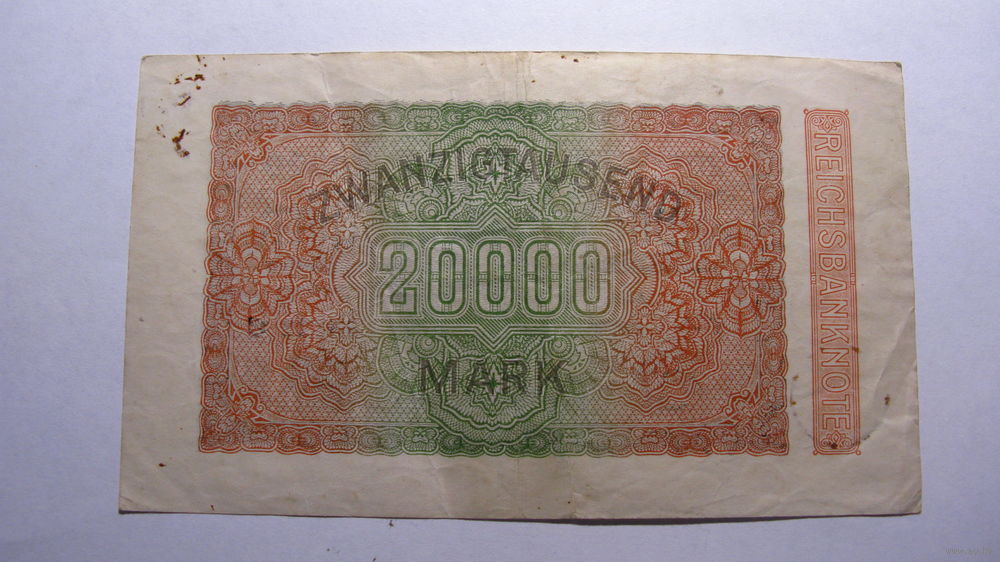 ZWANZIGTAUSEND
20000
MARK
REICHSBANKNOTE